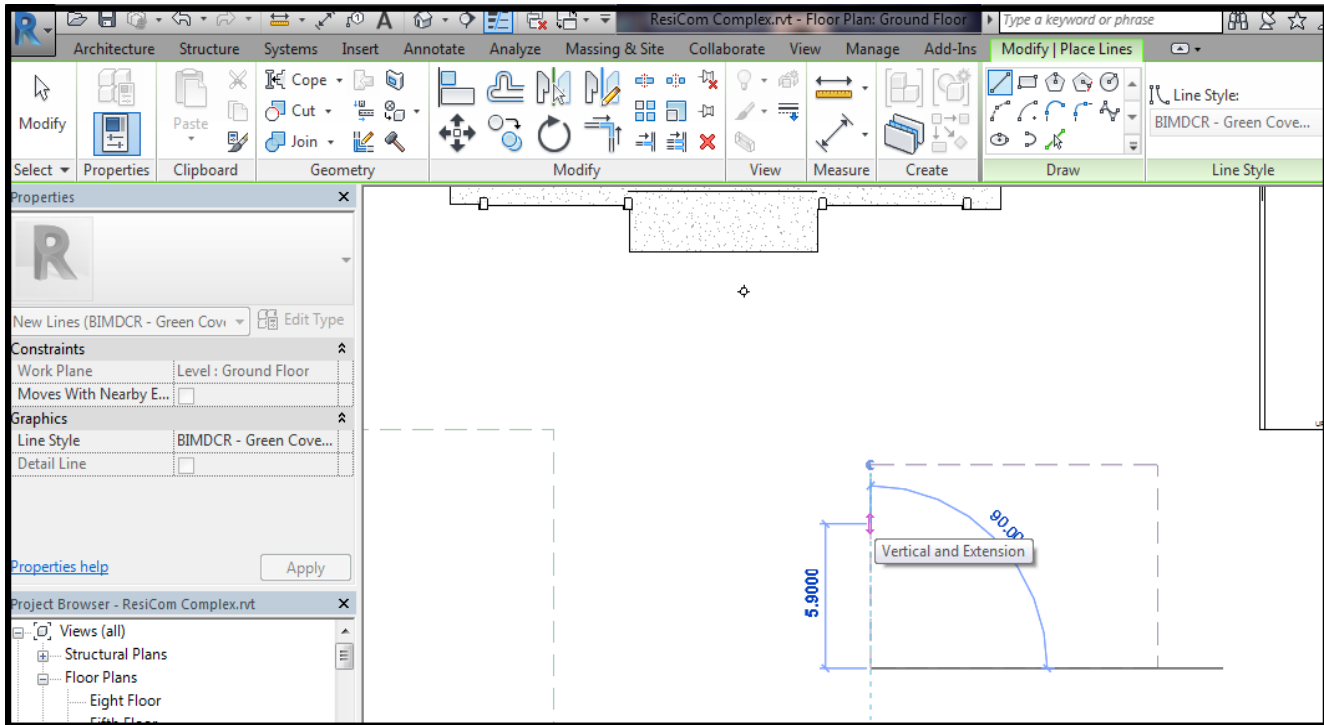 ResiCom Complex.rvt - Floor Plan: Ground Floor
Type a keyword or phrase
Architecture Structure Systems Insert Annotate Analyze Massing & Site Collaborate View Manage Add-Ins Modify | Place Lines
Modify
Paste
Cope
Cut
Join
Line Style:
BIMDCR - Green Cove...
Select Properties Clipboard Geometry Modify View Measure Create Draw Line Style
Properties
New Lines (BIMDCR - Green Cov
Edit Type
Constraints
Work Plane Level : Ground Floor
Moves With Nearby E...
Graphics
Line Style BIMDCR - Green Cove...
Detail Line
Properties help
Apply
Project Browser - ResiCom Complex.rvt
Views (all)
Structural Plans
Floor Plans
Eight Floor
Fifth Floor
90.00
Vertical and Extension
5.9000